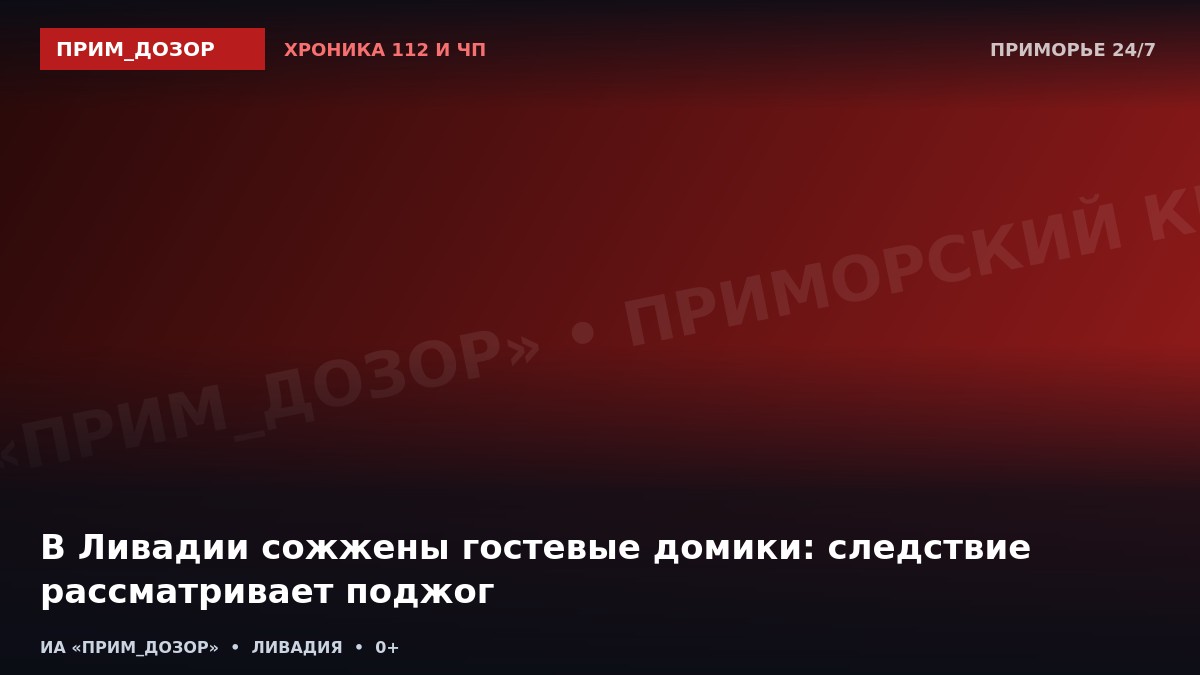 ПРИМ_ДОЗОР
ХРОНИКА 112 И ЧП
ПРИМОРЬЕ 24/7
«ПРИМ_ДОЗОР» • ПРИМОРСКИЙ
В Ливадии сожжены гостевые домики: следствие
рассматривает поджог
ИА «ПРИМ_ДОЗОР» • ЛИВАДИЯ • 0+